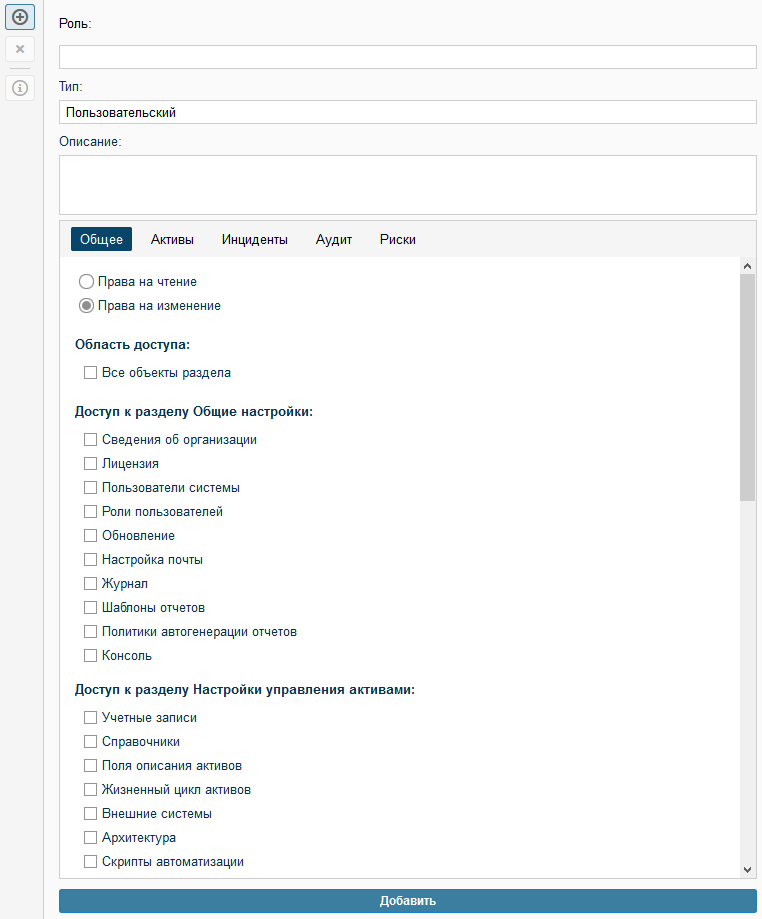 Роль:
Тип:
Пользовательский
Описание:
Общее Активы Инциденты Аудит Риски
Права на чтение
Права на изменение
Область доступа:
Все объекты раздела
Доступ к разделу Общие настройки:
Сведения об организации
Лицензия
Пользователи системы
Роли пользователей
Обновление
Настройка почты
Журнал
Шаблоны отчетов
Политики автогенерации отчетов
Консоль
Доступ к разделу Настройки управления активами:
Учетные записи
Справочники
Поля описания активов
Жизненный цикл активов
Внешние системы
Архитектура
Скрипты автоматизации
Добавить